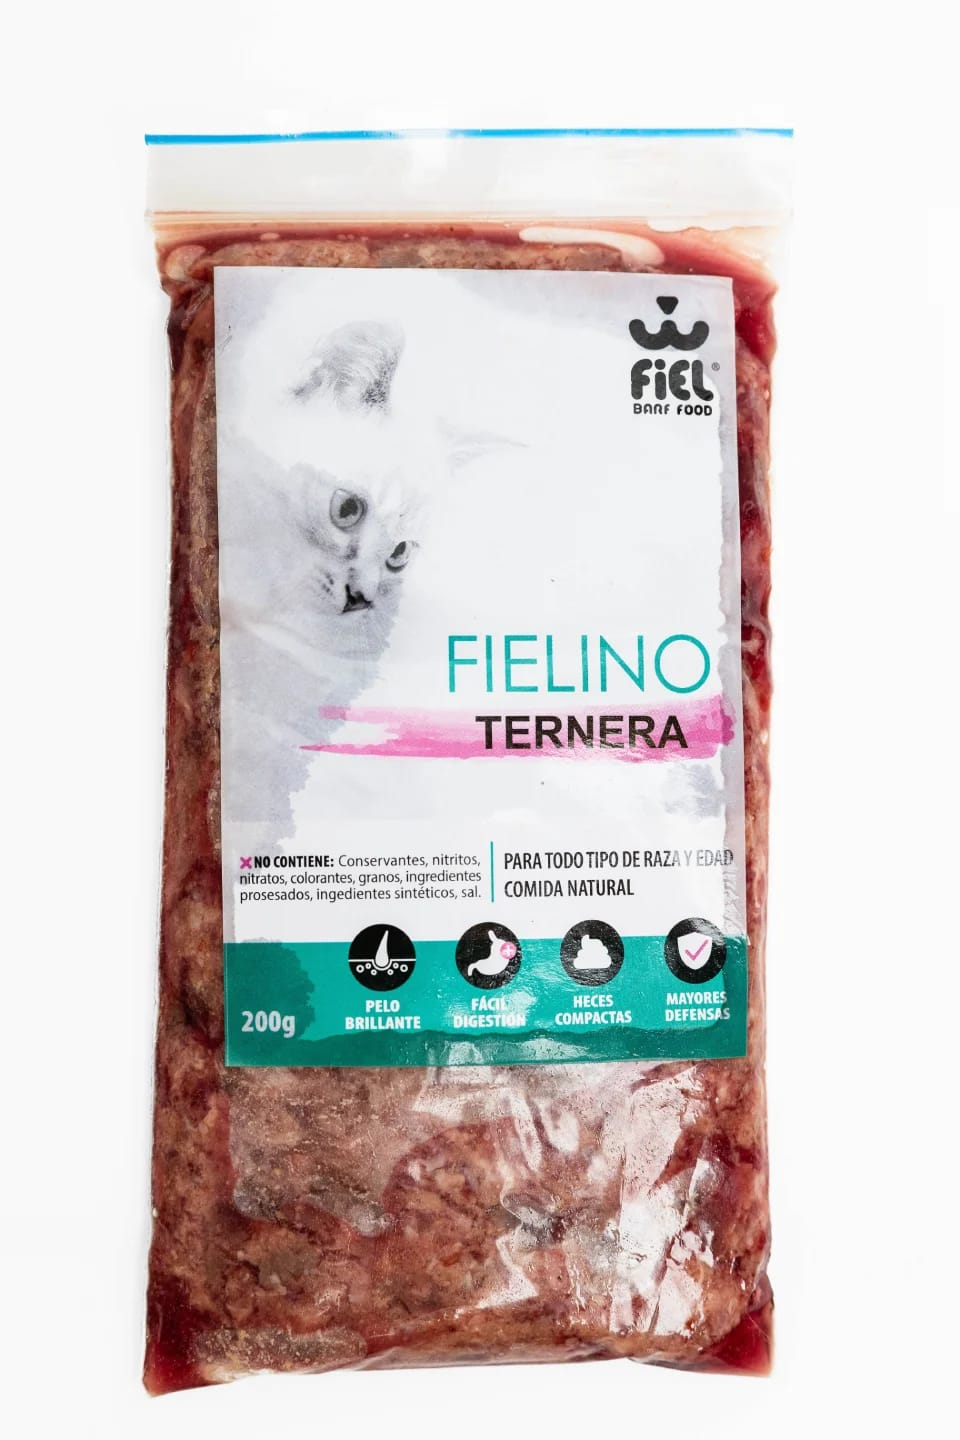 FiEL®
BARF FOOD
FIELINO
TERNERA
✖NO CONTIENE: Conservantes, nitritos,
nitratos, colorantes, granos, ingredientes
prosesados, ingedientes sintéticos, sal.
PARA TODO TIPO DE RAZA Y EDAD
COMIDA NATURAL
200g
PELO
BRILLANTE
FÁCIL
DIGESTIÓN
HECES
COMPACTAS
MAYORES
DEFENSAS